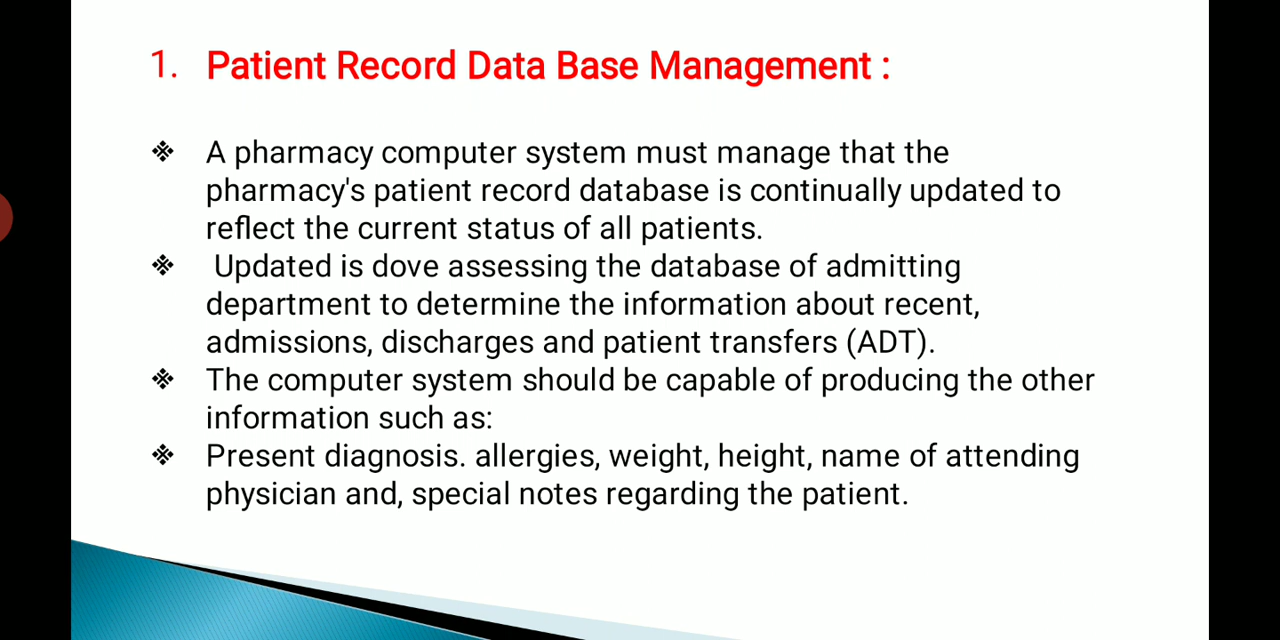 1. Patient Record Data Base Management :
❖ A pharmacy computer system must manage that the
pharmacy's patient record database is continually updated to
reflect the current status of all patients.
❖ Updated is dove assessing the database of admitting
department to determine the information about recent,
admissions, discharges and patient transfers (ADT).
❖ The computer system should be capable of producing the other
information such as:
❖ Present diagnosis. allergies, weight, height, name of attending
physician and, special notes regarding the patient.